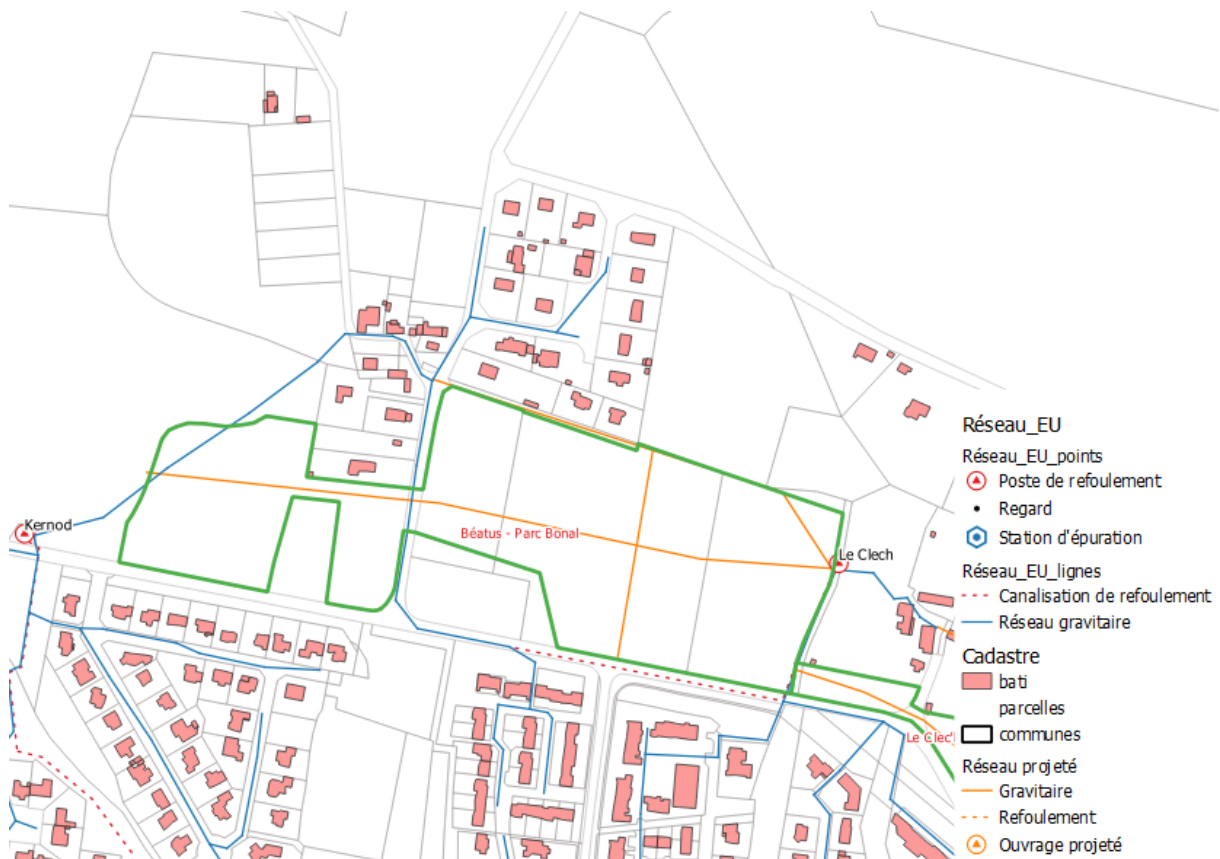 Kernod
Béatus - Parc Bonal
Le Clech
Le Clec'
Réseau_EU
Réseau_EU_points
Poste de refoulement
Regard
Station d'épuration
Réseau_EU_lignes
Canalisation de refoulement
Réseau gravitaire
Cadastre
bati
parcelles
communes
Réseau projeté
Gravitaire
Refoulement
Ouvrage projeté